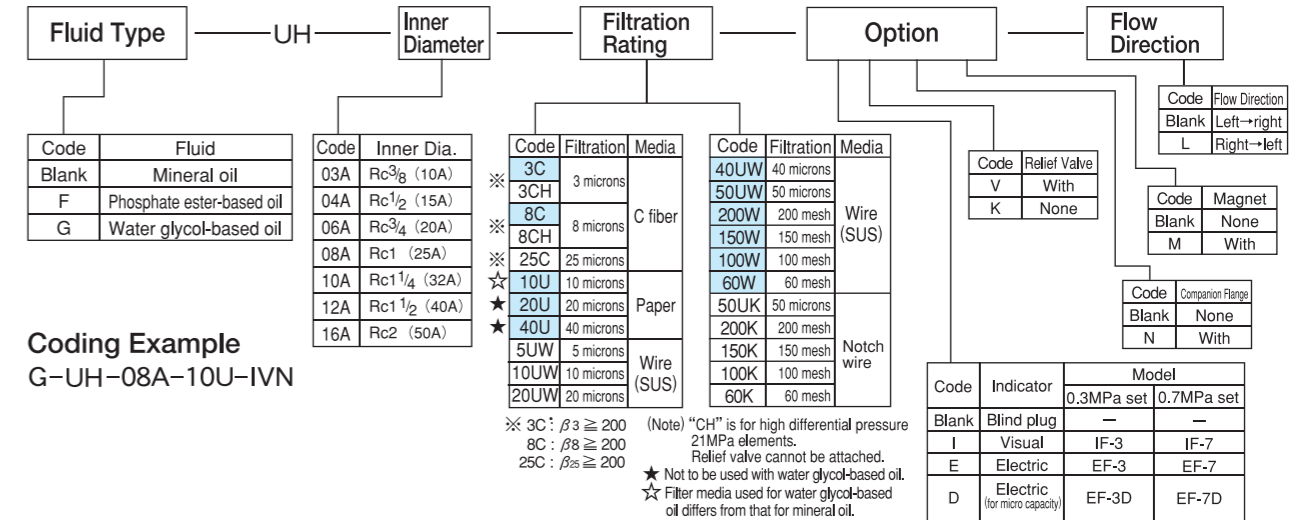 Fluid Type — UH — Inner Diameter — Filtration Rating — Option — Flow Direction
Code Fluid
Blank Mineral oil
F Phosphate ester-based oil
G Water glycol-based oil
Code Inner Dia.
03A Rc3/8 (10A)
04A Rc1/2 (15A)
06A Rc3/4 (20A)
08A Rc1 (25A)
10A Rc1 1/4 (32A)
12A Rc1 1/2 (40A)
16A Rc2 (50A)
Code Filtration Media
※ 3C 3 microns C fiber
3CH
※ 8C 8 microns
8CH
※ 25C 25 microns
☆ 10U 10 microns Paper
★ 20U 20 microns
★ 40U 40 microns
5UW 5 microns Wire (SUS)
10UW 10 microns
20UW 20 microns
Code Filtration Media
40UW 40 microns Wire (SUS)
50UW 50 microns
200W 200 mesh
150W 150 mesh
100W 100 mesh
60W 60 mesh
50UK 50 microns Notch wire
200K 200 mesh
150K 150 mesh
100K 100 mesh
60K 60 mesh
※ 3C : β3 ≧ 200
8C : β8 ≧ 200
25C : β25 ≧ 200
(Note) “CH” is for high differential pressure
21MPa elements.
Relief valve cannot be attached.
★ Not to be used with water glycol-based oil.
☆ Filter media used for water glycol-based
oil differs from that for mineral oil.
Code Flow Direction
Blank Left→right
L Right→left
Code Relief Valve
V With
K None
Code Magnet
Blank None
M With
Code Companion Flange
Blank None
N With
Code Indicator Model
0.3MPa set 0.7MPa set
Blank Blind plug — —
I Visual IF-3 IF-7
E Electric EF-3 EF-7
D Electric (for micro capacity) EF-3D EF-7D
Coding Example
G-UH-08A-10U-IVN